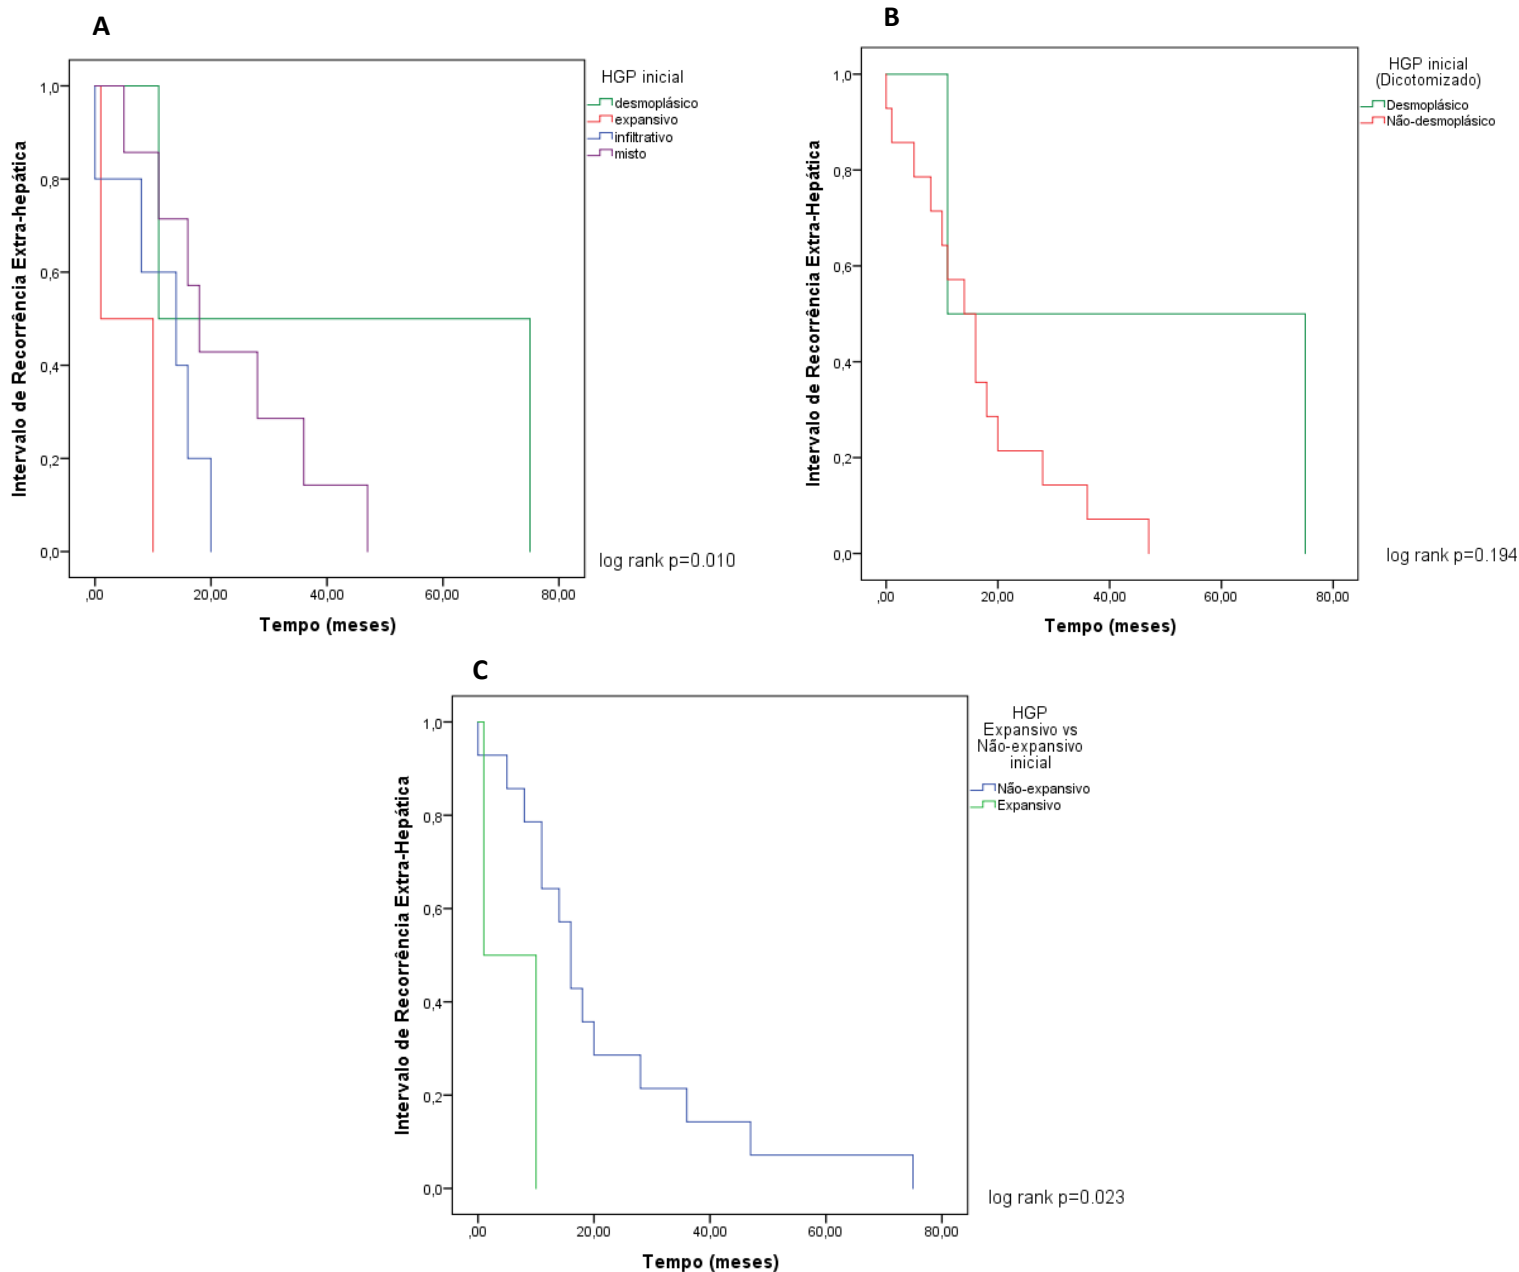 A
HGP inicial
desmoplásico
expansivo
infiltrativo
misto
Intervalo de Recorrência Extra-hepática
1,0
0,8
0,6
0,4
0,2
0,0
,00 20,00 40,00 60,00 80,00
Tempo (meses)
log rank p=0.010
B
HGP inicial
(Dicotomizado)
Desmoplásico
Não-desmoplásico
Intervalo de Recorrência Extra-Hepática
1,0
0,8
0,6
0,4
0,2
0,0
,00 20,00 40,00 60,00 80,00
Tempo (meses)
log rank p=0.194
C
HGP
Expansivo vs
Não-expansivo
inicial
Não-expansivo
Expansivo
Intervalo de Recorrência Extra-Hepática
1,0
0,8
0,6
0,4
0,2
0,0
,00 20,00 40,00 60,00 80,00
Tempo (meses)
log rank p=0.023